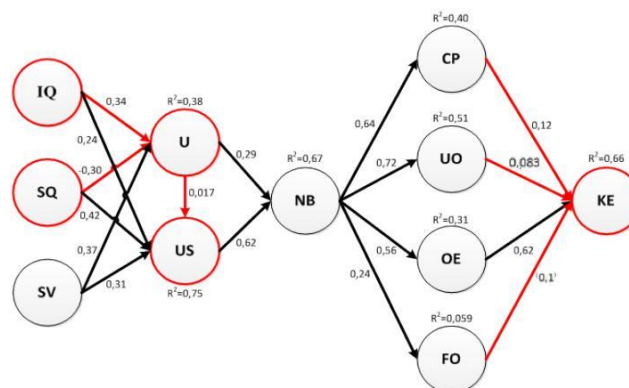 R²=0,40
CP
IQ
0,34
R²=0,38
0,64
0,12
R²=0,51
0,24
U
0,29
R²=0,67
0,72
UO
0,083
R²=0,66
-0,30
SQ
0,017
NB
KE
0,42
R²=0,31
US
0,62
0,56
OE
0,62
0,37
0,31
0,24
SV
R²=0,75
R²=0,059
FO